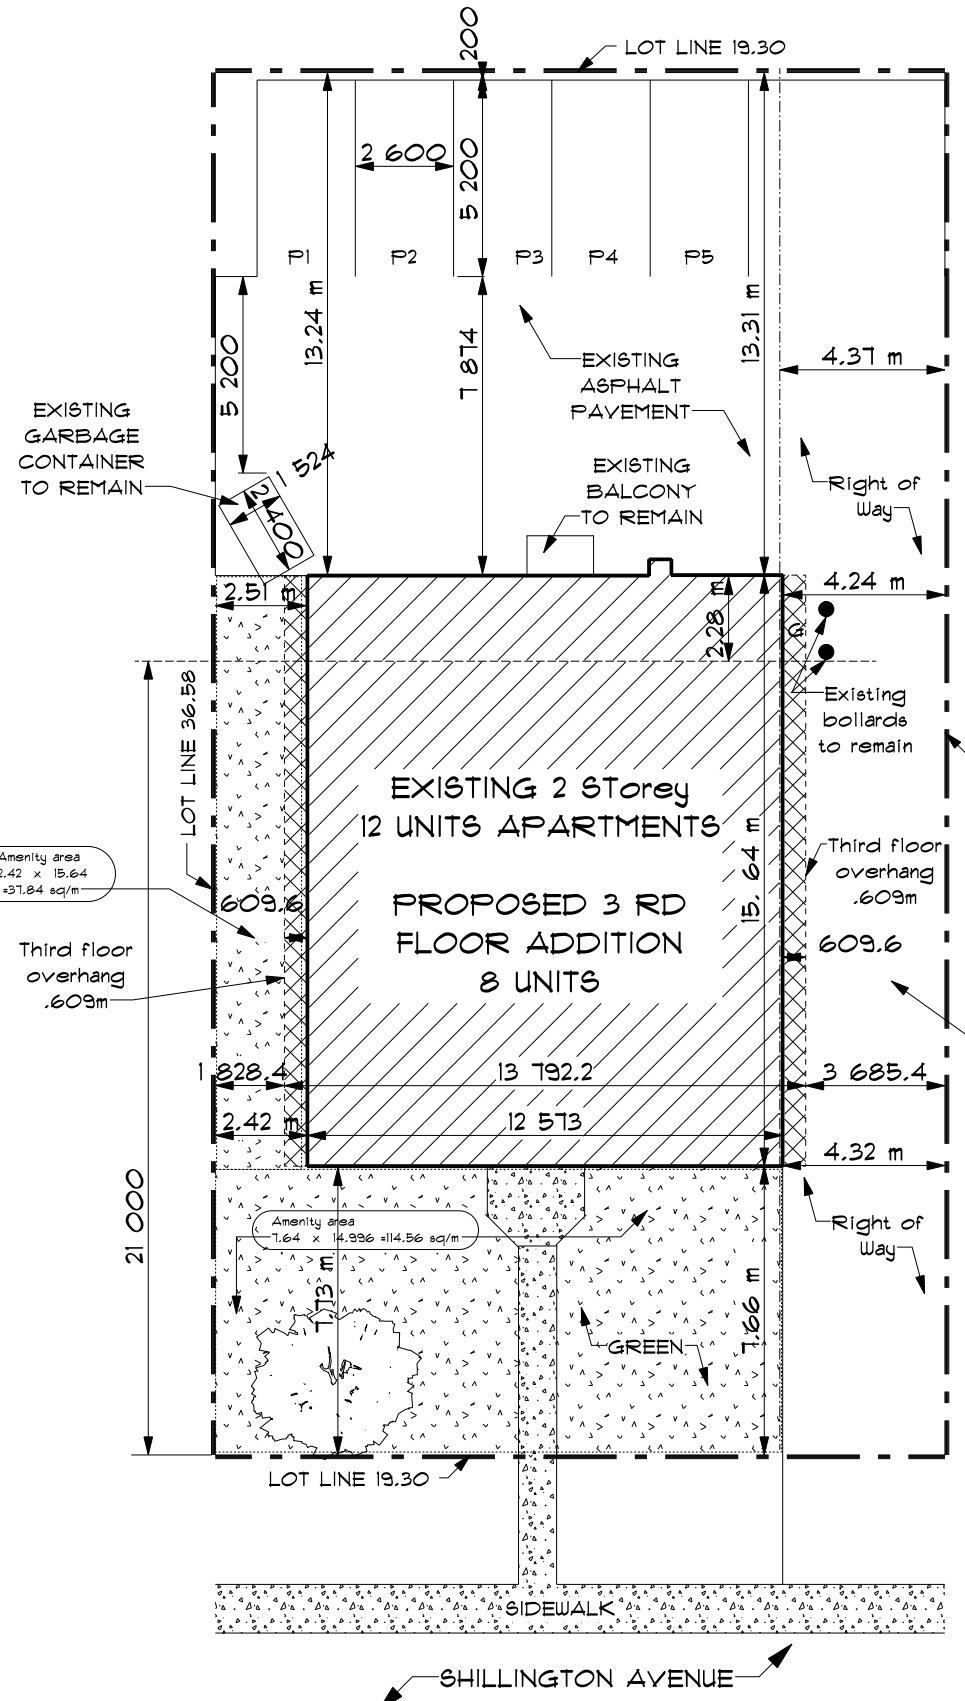 200
LOT LINE 19.30
2 600
5 200
P1
P2
P3
P4
P5
13.24 m
13.31 m
7 874
5 200
EXISTING
ASPHALT
PAVEMENT
4.37 m
EXISTING
GARBAGE
CONTAINER
TO REMAIN
1 524
2 400
EXISTING
BALCONY
TO REMAIN
Right of
Way
2.51 m
2.28 m
4.24 m
G
Existing
bollards
to remain
LOT LINE 36.58
EXISTING 2 STorey
12 UNITS APARTMENTS
PROPOSED 3 RD
FLOOR ADDITION
8 UNITS
15. 64 m
Amenity area
2.42 x 15.64
=37.84 sq/m
609.6
Third floor
overhang
.609m
Third floor
overhang
.609m
609.6
1 828.4
13 792.2
3 685.4
2.42 m
12 573
4.32 m
21 000
Amenity area
7.64 x 14.996 =114.56 sq/m
Right of
Way
7.73 m
7.66 m
GREEN
LOT LINE 19.30
SIDEWALK
SHILLINGTON AVENUE